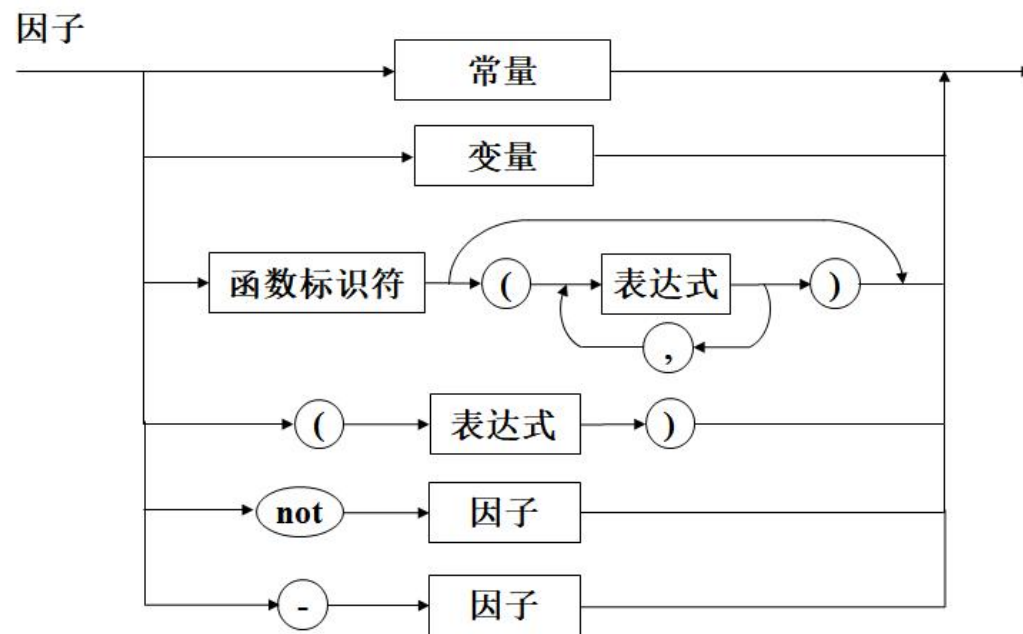 因子
常量
变量
函数标识符 ( 表达式 )
,
( 表达式 )
not 因子
- 因子